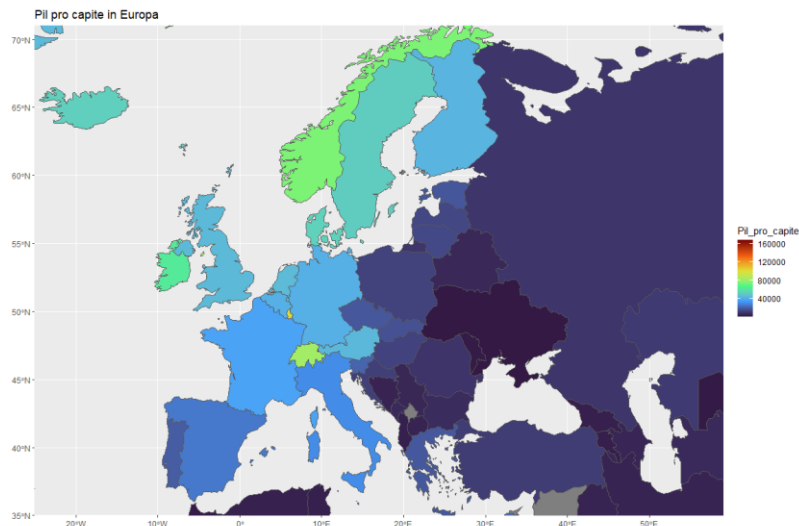 Pil pro capite in Europa
70°N
65°N
60°N
55°N
50°N
45°N
40°N
35°N
20°W
10°W
0°
10°E
20°E
30°E
40°E
50°E
Pil_pro_capite
160000
120000
80000
40000